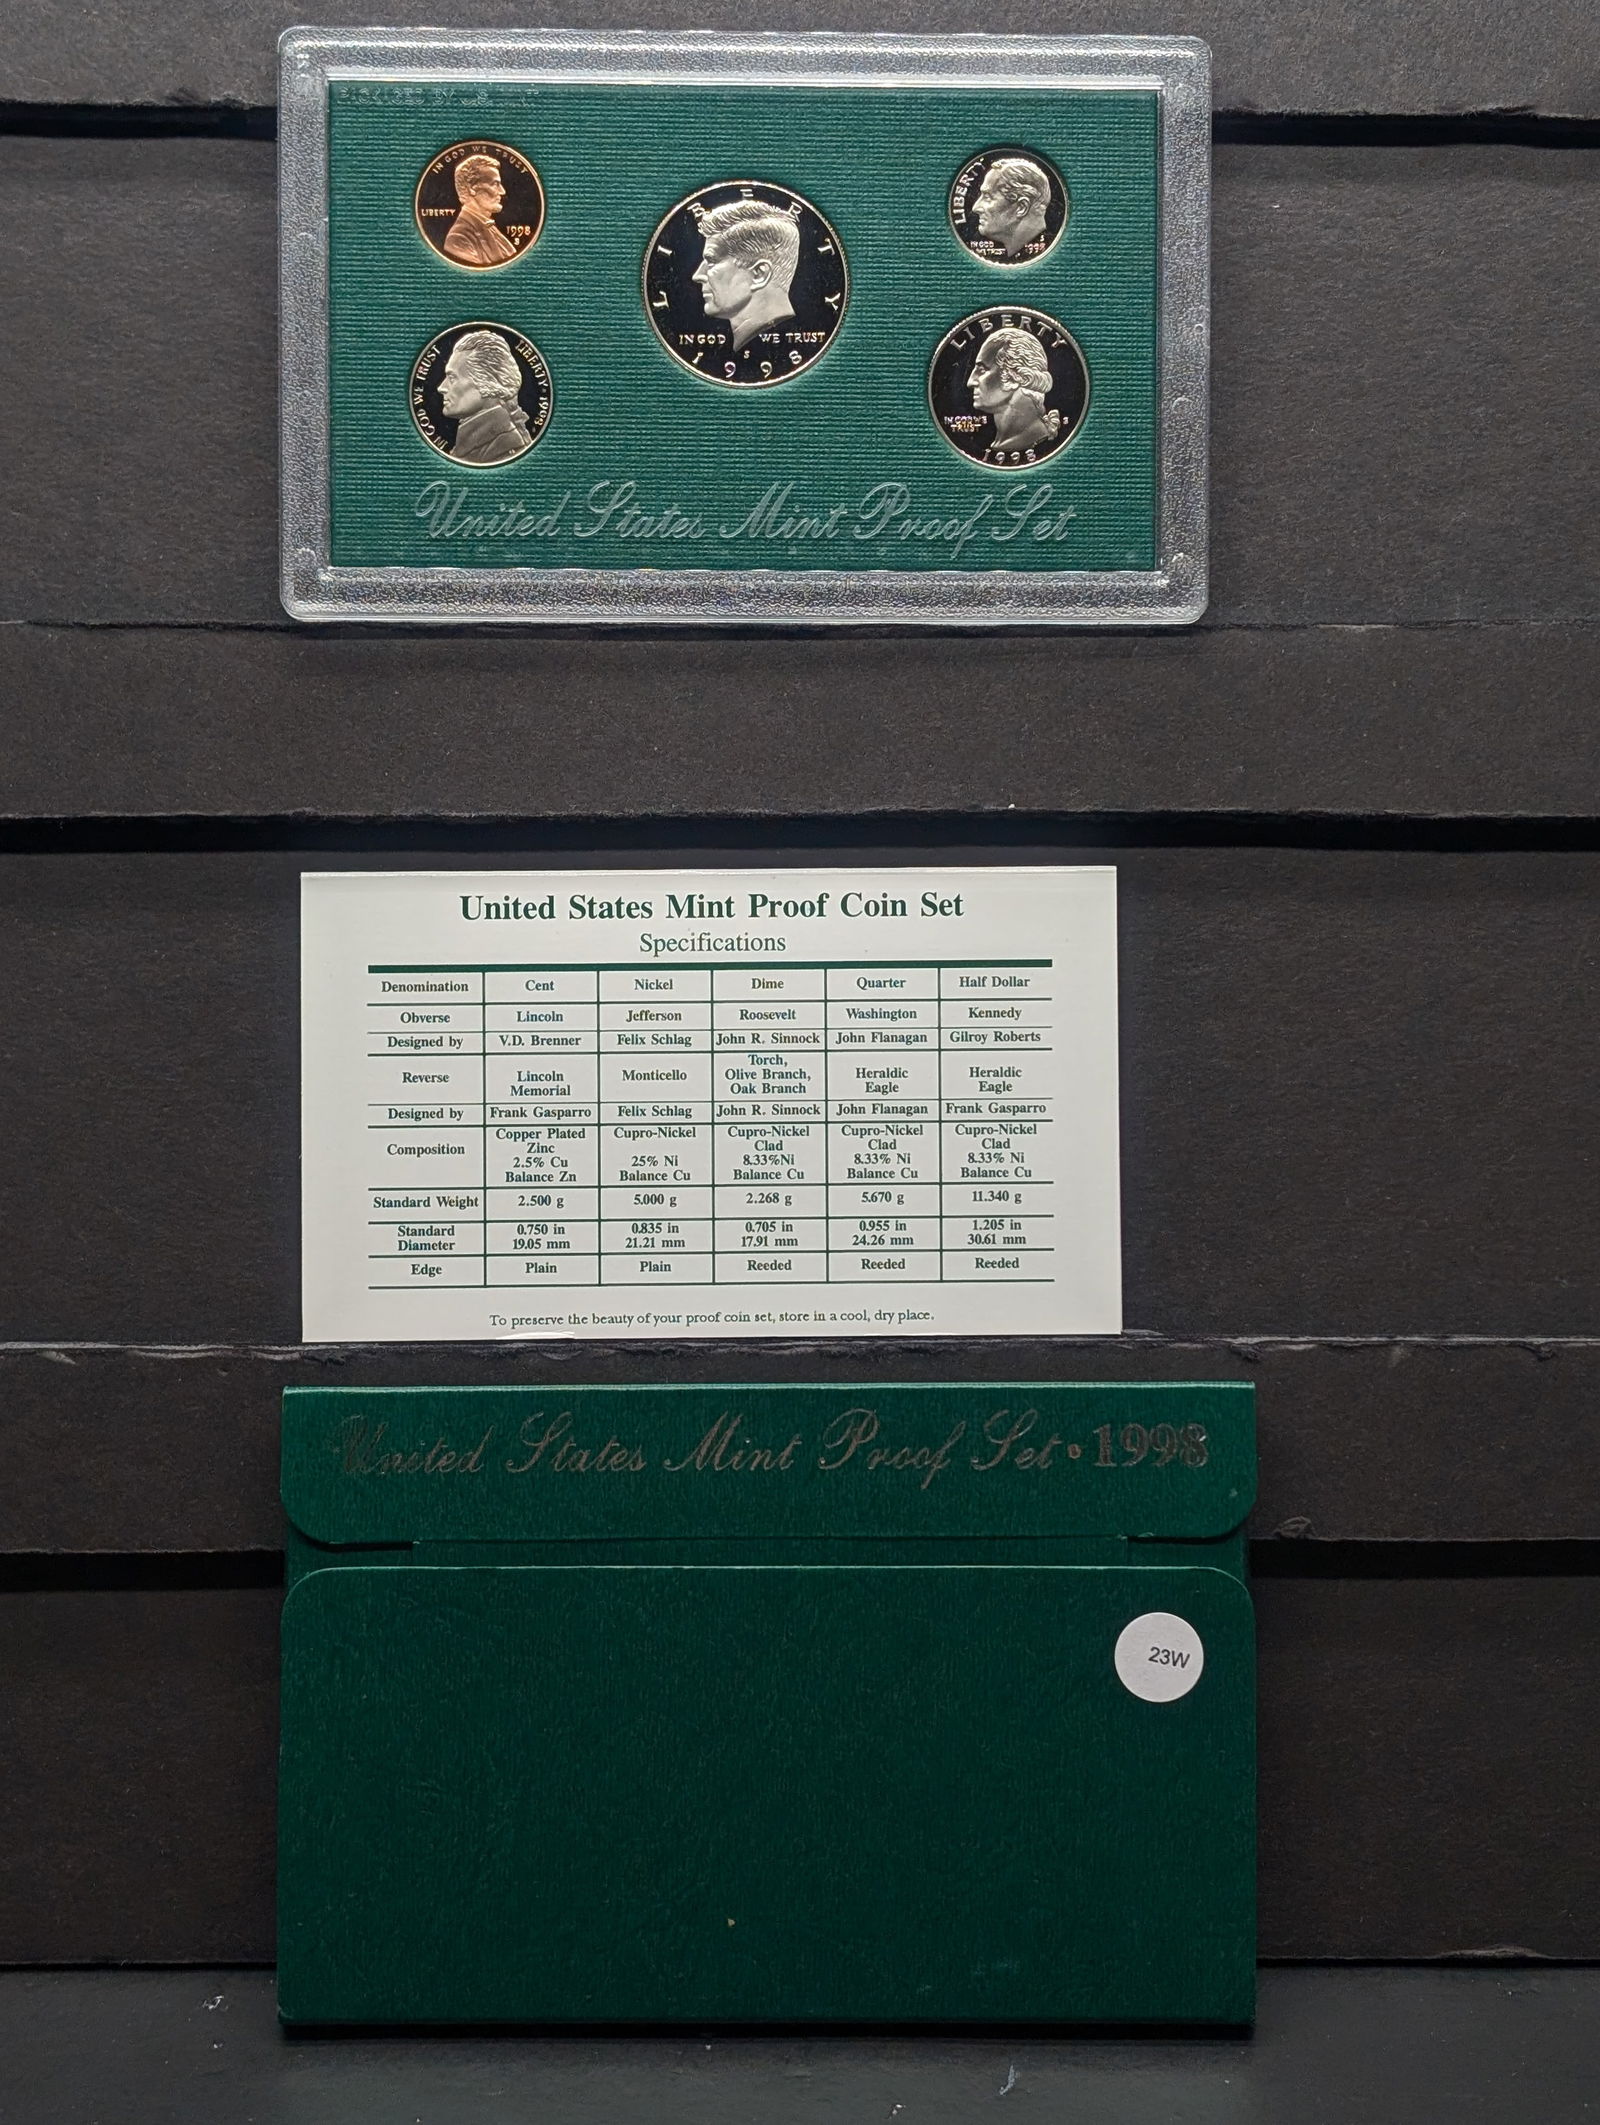 PACKAGED BY U.S. MINT
IN GOD WE TRUST
LIBERTY
1998
S
LIBERTY
IN GOD WE TRUST
S
1998
LIBERTY
IN GOD
WE TRUST
S
1998
IN GOD WE TRUST
LIBERTY
1998
S
LIBERTY
IN GOD WE
TRUST
S
1998
United States Mint Proof Set
United States Mint Proof Coin Set
Specifications
Denomination Cent Nickel Dime Quarter Half Dollar
Obverse Lincoln Jefferson Roosevelt Washington Kennedy
Designed by V.D. Brenner Felix Schlag John R. Sinnock John Flanagan Gilroy Roberts
Reverse Lincoln Memorial Monticello Torch, Olive Branch, Oak Branch Heraldic Eagle Heraldic Eagle
Designed by Frank Gasparro Felix Schlag John R. Sinnock John Flanagan Frank Gasparro
Composition Copper Plated Zinc 2.5% Cu Balance Zn Cupro-Nickel 25% Ni Balance Cu Cupro-Nickel Clad 8.33%Ni Balance Cu Cupro-Nickel Clad 8.33% Ni Balance Cu Cupro-Nickel Clad 8.33% Ni Balance Cu
Standard Weight 2.500 g 5.000 g 2.268 g 5.670 g 11.340 g
Standard Diameter 0.750 in 19.05 mm 0.835 in 21.21 mm 0.705 in 17.91 mm 0.955 in 24.26 mm 1.205 in 30.61 mm
Edge Plain Plain Reeded Reeded Reeded
To preserve the beauty of your proof coin set, store in a cool, dry place.
United States Mint Proof Set • 1998
23W